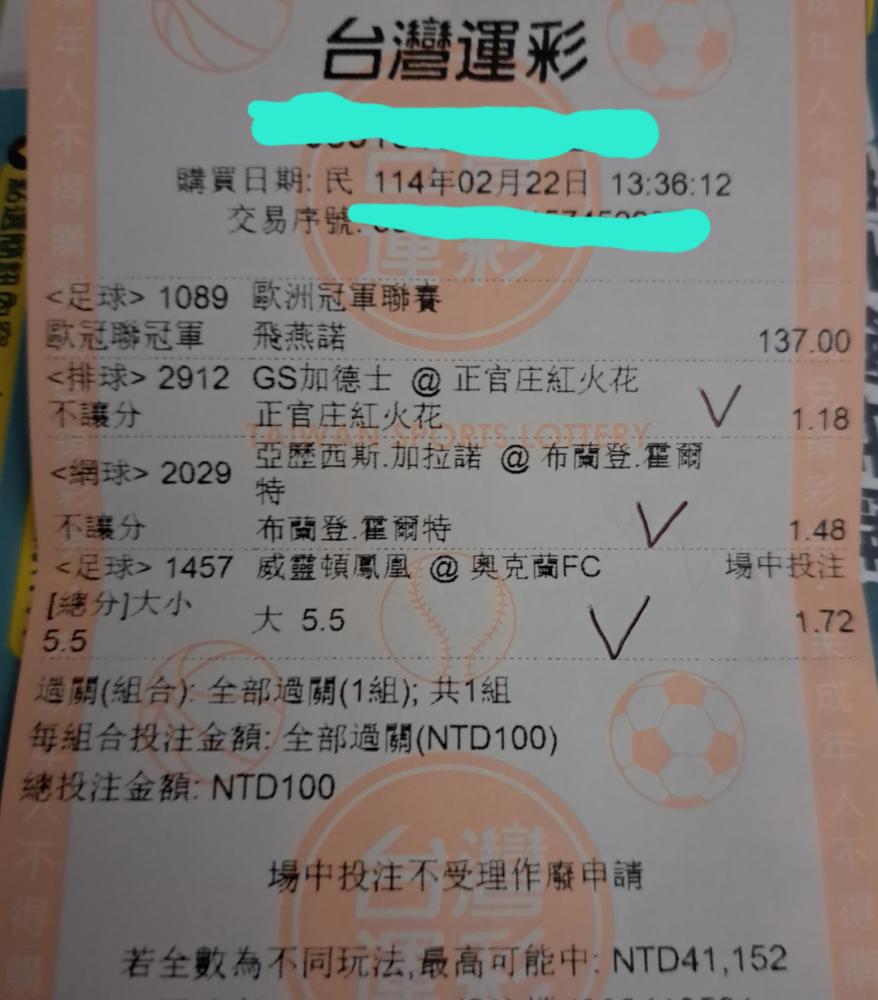 台灣運彩
購買日期: 民 114年02月22日 13:36:12
交易序號:
<足球> 1089 歐洲冠軍聯賽
歐冠聯冠軍 飛燕諾 137.00
<排球> 2912 GS加德士 @ 正官庄紅火花
不讓分 正官庄紅火花 1.18
TAIWAN SPORTS LOTTERY
<網球> 2029 亞歷西斯.加拉諾 @ 布蘭登.霍爾
特
不讓分 布蘭登.霍爾特 1.48
<足球> 1457 威靈頓鳳凰 @ 奧克蘭FC 場中投注
[總分]大小 大 5.5 1.72
5.5
過關(組合): 全部過關(1組); 共1組
每組合投注金額: 全部過關(NTD100)
總投注金額: NTD100
場中投注不受理作廢申請
若全數為不同玩法,最高可能中: NTD41,152